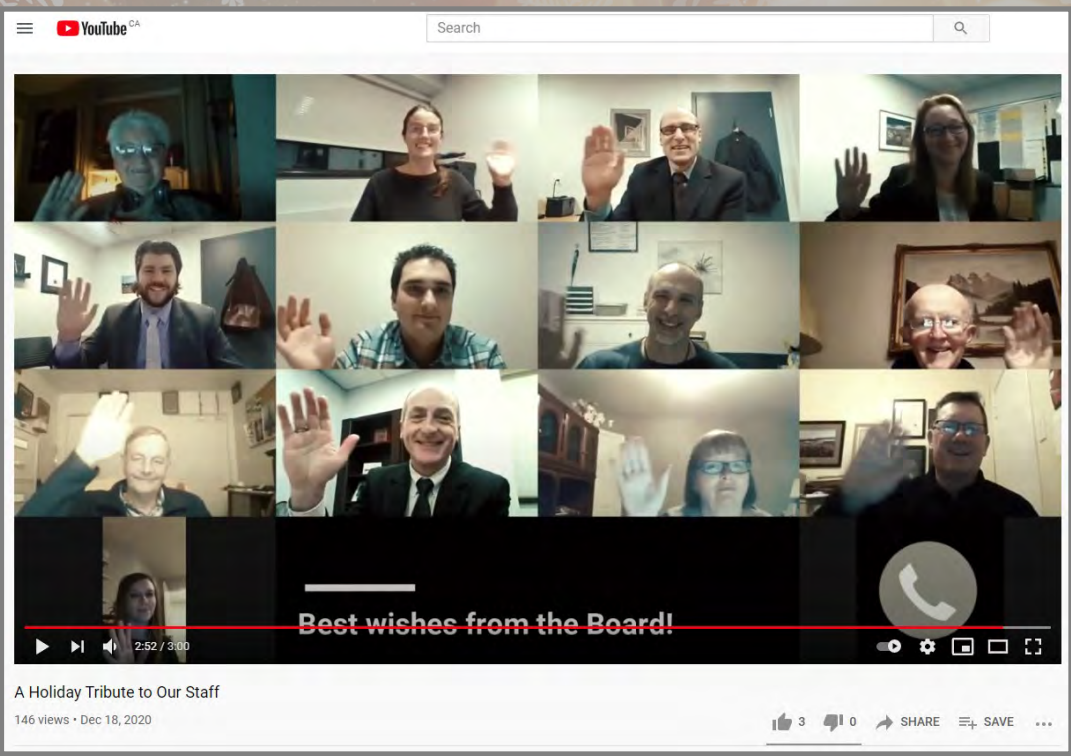 YouTube CA
Search
Best wishes from the Board!
2:52 / 3:00
A Holiday Tribute to Our Staff
146 views • Dec 18, 2020
3 0 SHARE SAVE